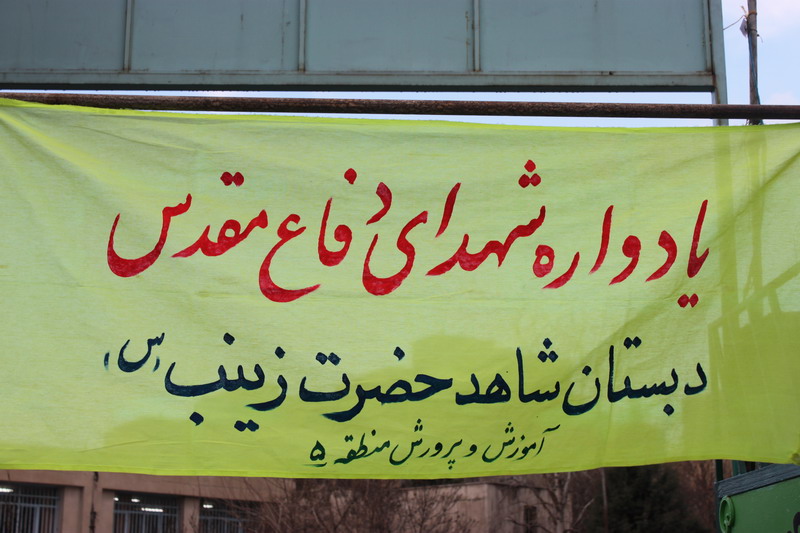 یادواره شهدای دفاع مقدس
دبستان شاهد حضرت زینب (س)
آموزش و پرورش منطقه ۵